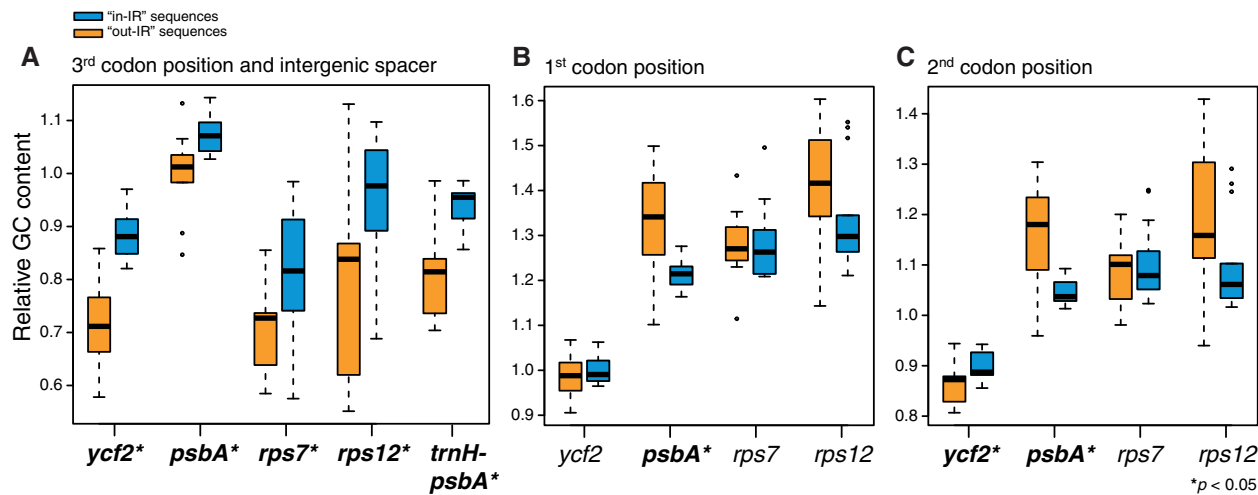 "in-IR" sequences
"out-IR" sequences
A 3rd codon position and intergenic spacer
Relative GC content
1.1
1.0
0.9
0.8
0.7
0.6
ycf2* psbA* rps7* rps12* trnH-
psbA*
B 1st codon position
1.6
1.5
1.4
1.3
1.2
1.1
1.0
0.9
ycf2 psbA* rps7 rps12
C 2nd codon position
1.4
1.3
1.2
1.1
1.0
0.9
0.8
ycf2* psbA* rps7 rps12
*p < 0.05